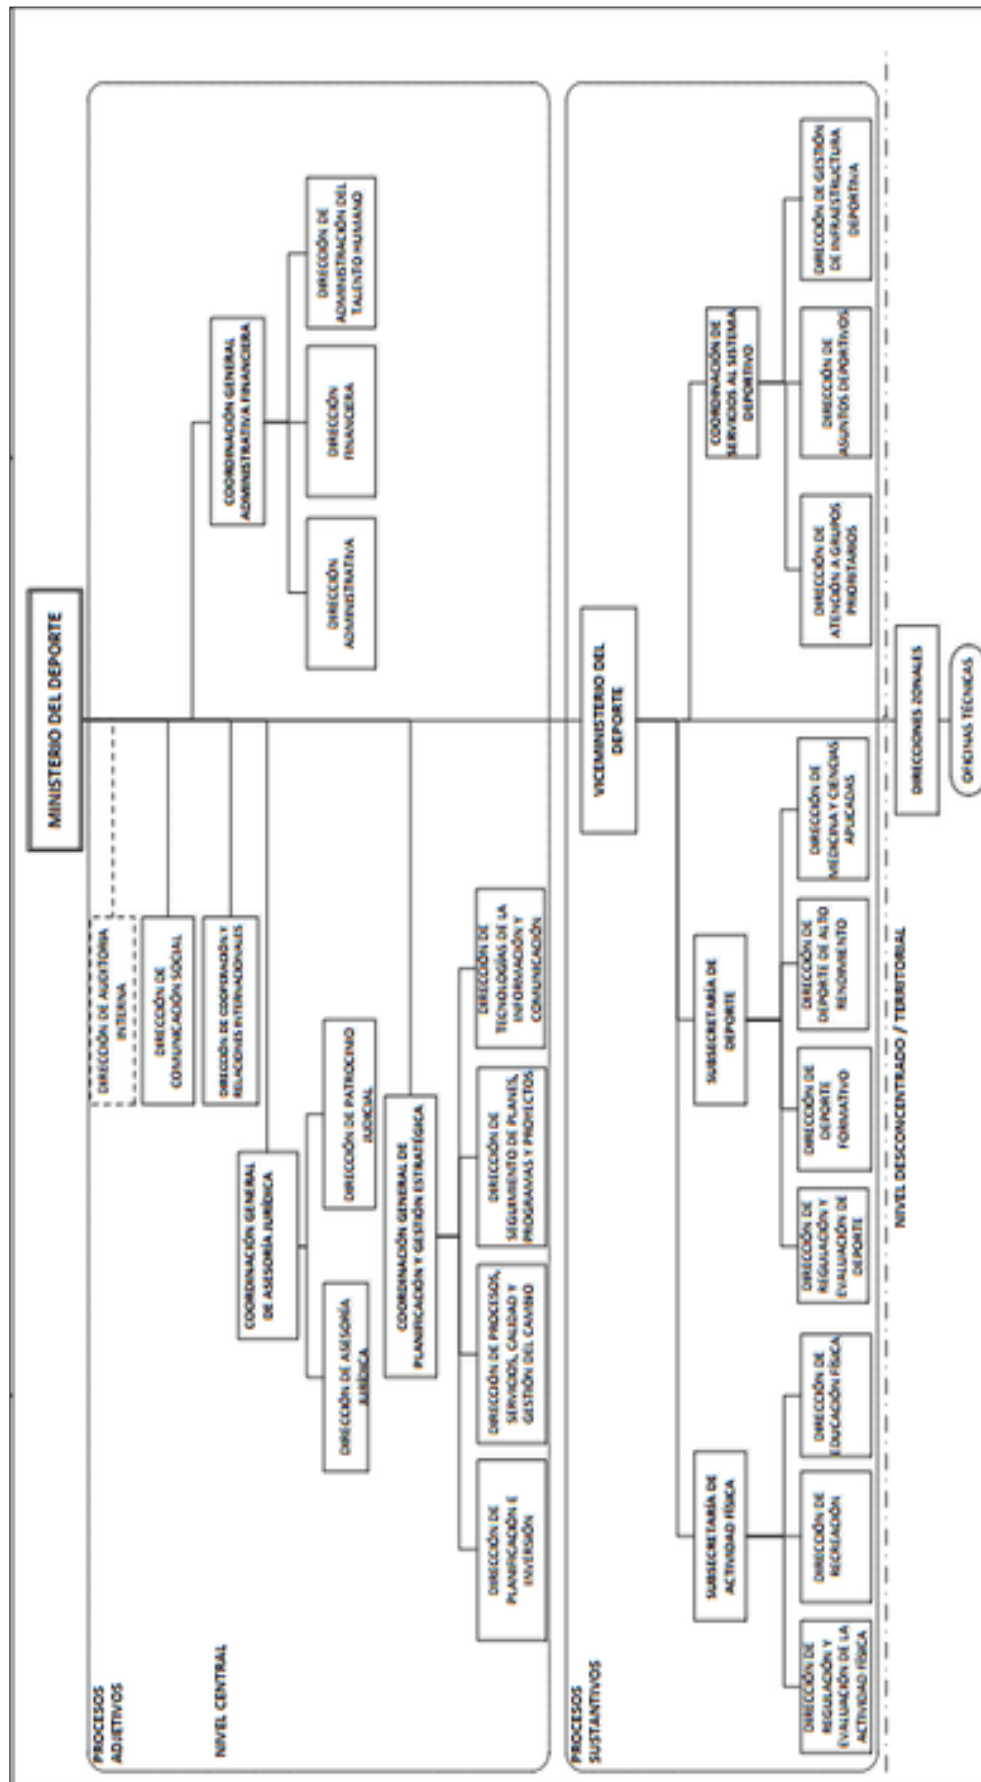 MINISTERIO DEL DEPORTE
PROCESOS
ADJETIVOS
DIRECCIÓN DE AUDITORIA
INTERNA
DIRECCIÓN DE
COMUNICACIÓN SOCIAL
DIRECCIÓN DE COOPERACIÓN Y
RELACIONES INTERNACIONALES
NIVEL CENTRAL
COORDINACIÓN GENERAL
DE ASESORÍA JURÍDICA
COORDINACIÓN GENERAL
ADMINISTRATIVA FINANCIERA
DIRECCIÓN DE ASESORÍA
JURÍDICA
DIRECCIÓN DE PATROCINIO
JUDICIAL
DIRECCIÓN
ADMINISTRATIVA
DIRECCIÓN
FINANCIERA
DIRECCIÓN DE
ADMINISTRACIÓN DEL
TALENTO HUMANO
COORDINACIÓN GENERAL DE
PLANIFICACIÓN Y GESTIÓN ESTRATÉGICA
DIRECCIÓN DE
PLANIFICACIÓN E
INVERSIÓN
DIRECCIÓN DE PROCESOS,
SERVICIOS, CALIDAD Y
GESTIÓN DEL CAMBIO
DIRECCIÓN DE
SEGUIMIENTO DE PLANES,
PROGRAMAS Y PROYECTOS
DIRECCIÓN DE
TECNOLOGÍAS DE LA
INFORMACIÓN Y
COMUNICACIÓN
PROCESOS
SUSTANTIVOS
VICEMINISTERIO DEL
DEPORTE
SUBSECRETARÍA DE
ACTIVIDAD FÍSICA
SUBSECRETARÍA DE
DEPORTE
COORDINACIÓN DE
SERVICIOS AL SISTEMA
DEPORTIVO
DIRECCIÓN DE
REGULACIÓN Y
EVALUACIÓN DE LA
ACTIVIDAD FÍSICA
DIRECCIÓN DE
RECREACIÓN
DIRECCIÓN DE
EDUCACIÓN FÍSICA
DIRECCIÓN DE
REGULACIÓN Y
EVALUACIÓN DE
DEPORTE
DIRECCIÓN DE
DEPORTE
FORMATIVO
DIRECCIÓN DE
DEPORTE DE ALTO
RENDIMIENTO
DIRECCIÓN DE
MEDICINA Y CIENCIAS
APLICADAS
DIRECCIÓN DE
ATENCIÓN A GRUPOS
PRIORITARIOS
DIRECCIÓN DE
ASUNTOS DEPORTIVOS
DIRECCIÓN DE GESTIÓN
DE INFRAESTRUCTURA
DEPORTIVA
NIVEL DESCONCENTRADO / TERRITORIAL
DIRECCIONES ZONALES
OFICINAS TÉCNICAS